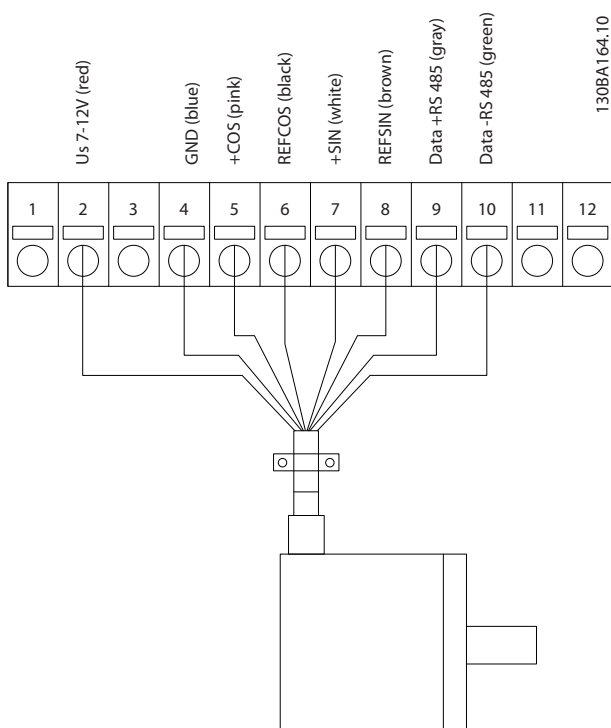 130BA164.10
Us 7-12V (red)
GND (blue)
+COS (pink)
REFCOS (black)
+SIN (white)
REFSIN (brown)
Data +RS 485 (gray)
Data -RS 485 (green)
1 2 3 4 5 6 7 8 9 10 11 12